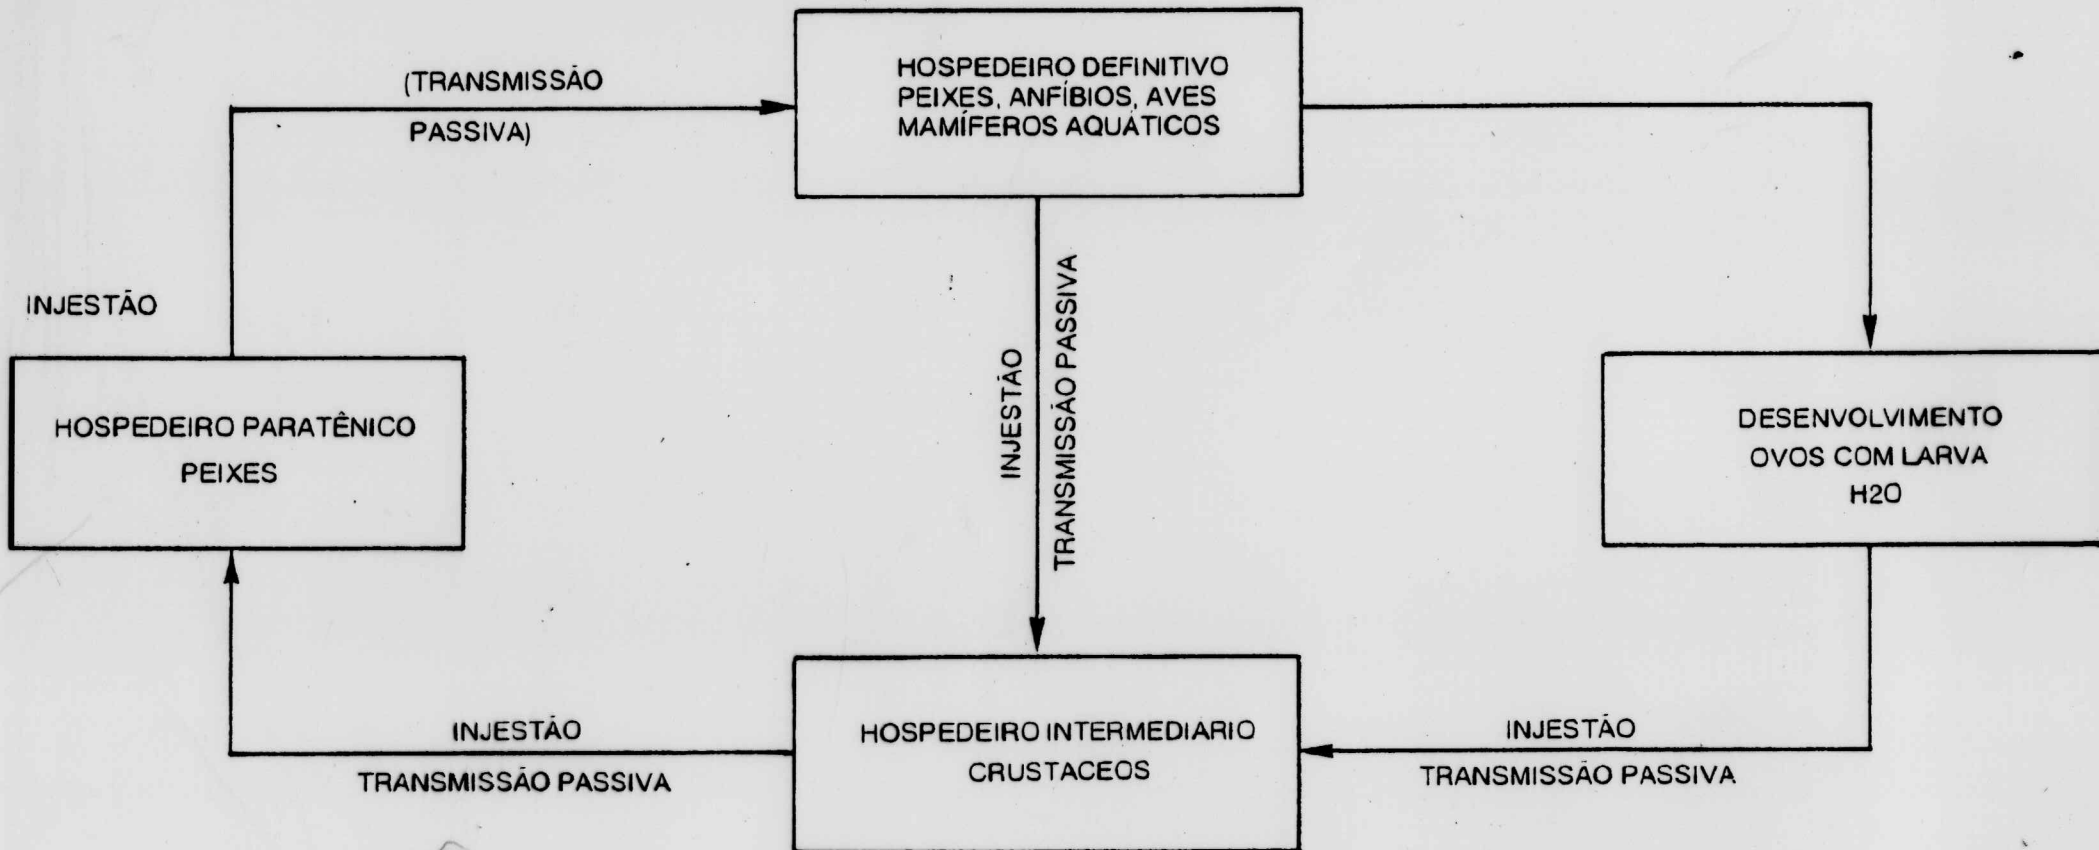 (TRANSMISSÃO
PASSIVA)
HOSPEDEIRO DEFINITIVO
PEIXES, ANFÍBIOS, AVES
MAMÍFEROS AQUÁTICOS
INJESTÃO
HOSPEDEIRO PARATÊNICO
PEIXES
INJESTÃO
TRANSMISSÃO PASSIVA
DESENVOLVIMENTO
OVOS COM LARVA
H2O
INJESTÃO
TRANSMISSÃO PASSIVA
HOSPEDEIRO INTERMEDIÁRIO
CRUSTACEOS
INJESTÃO
TRANSMISSÃO PASSIVA